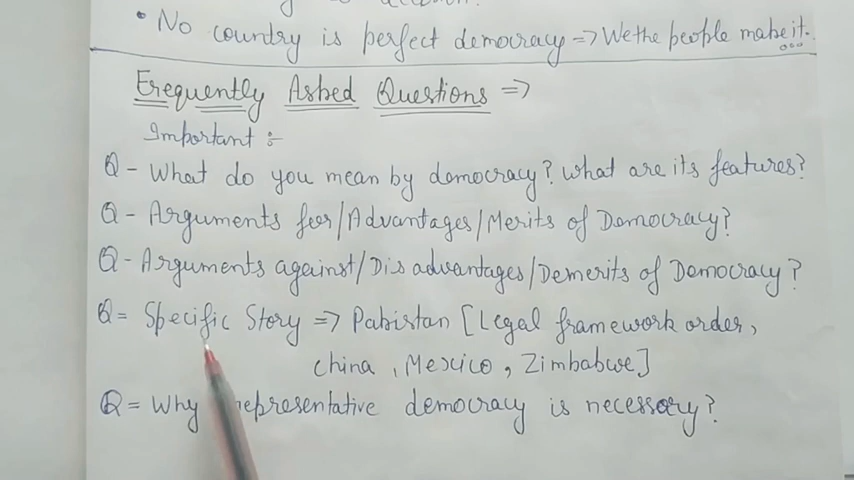 • No country is perfect democracy => We the people make it...
Frequently Asked Questions =>
Important :-
Q - What do you mean by democracy? what are its features?
Q - Arguments for/Advantages/Merits of Democracy?
Q - Arguments against/Dis advantages/Demerits of Democracy?
Q = Specific Story => Pakistan [Legal framework order,
China, Mexico, Zimbabwe]
Q = Why representative democracy is necessary?